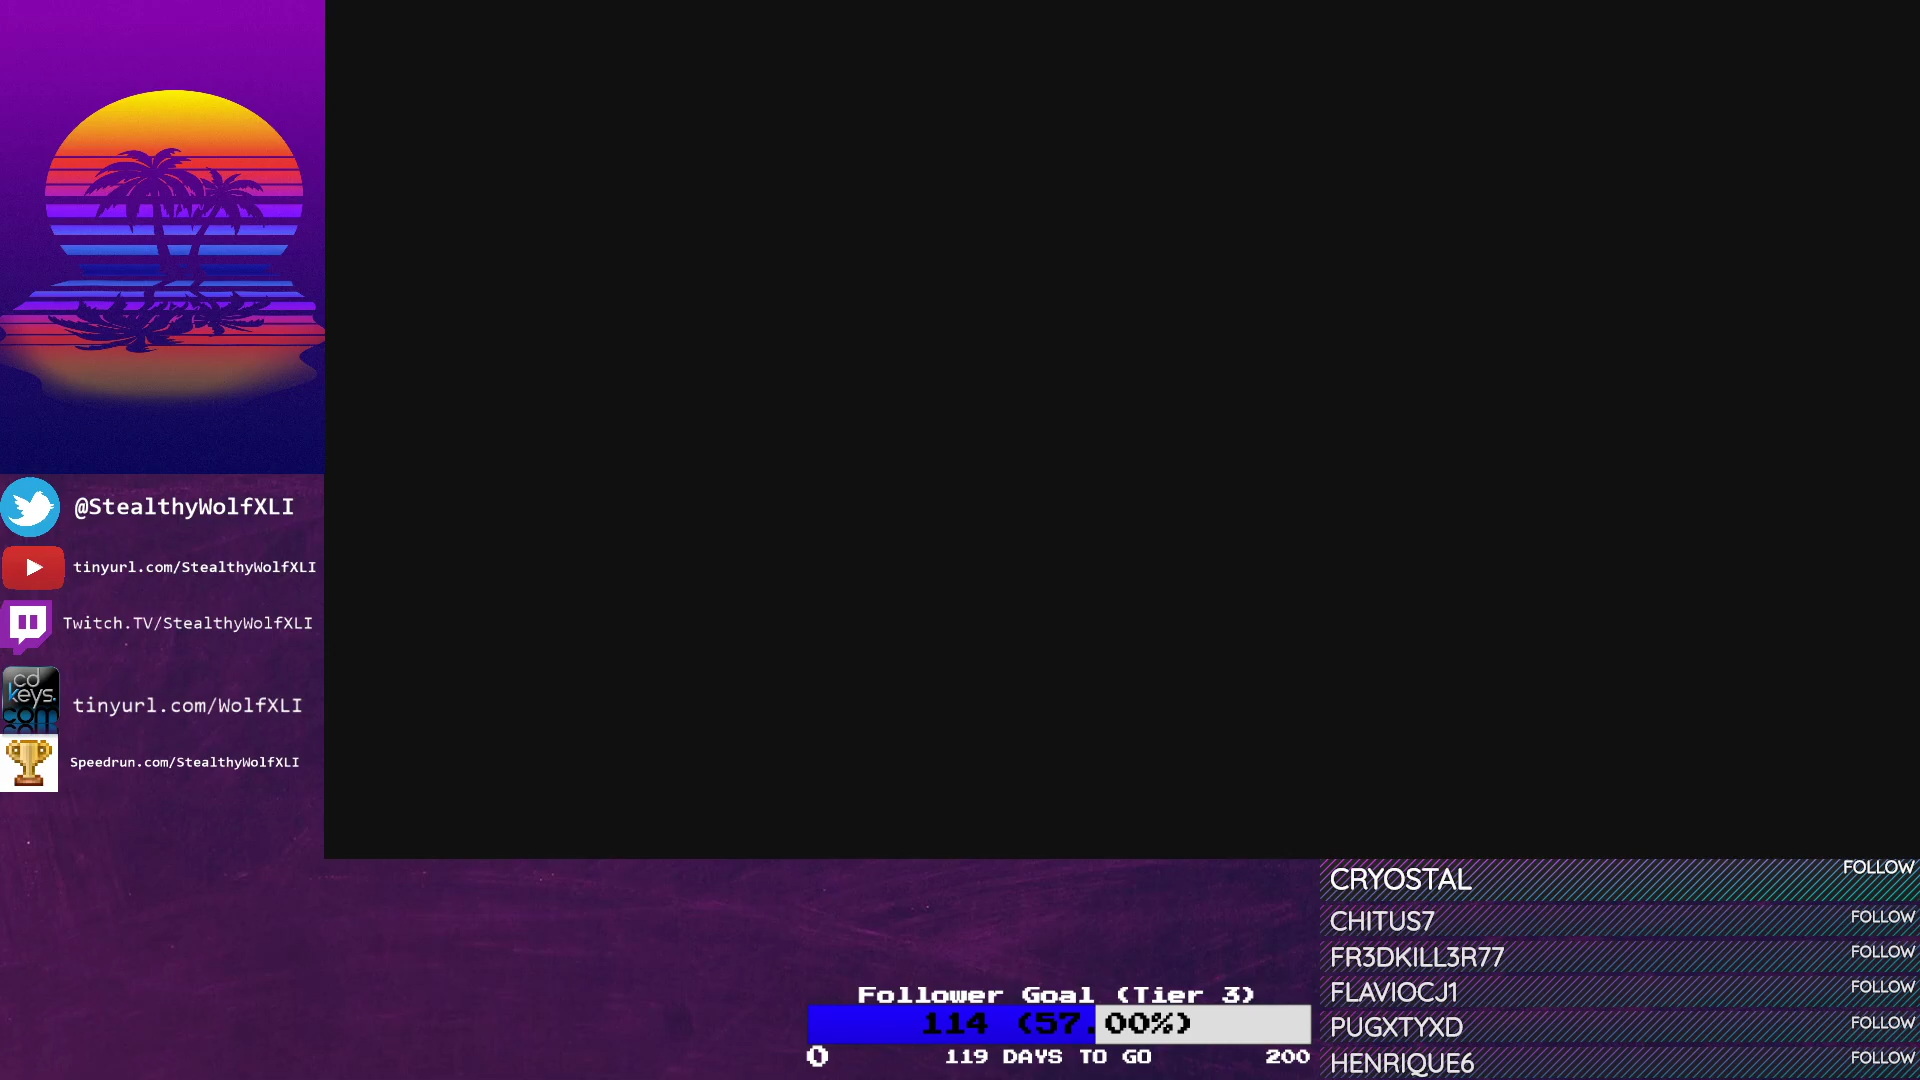 @StealthyWolfXLI
tinyurl.com/StealthyWolfXLI
Twitch.TV/StealthyWolfXLI
cd
keys.
com
tinyurl.com/WolfXLI
Speedrun.com/StealthyWolfXLI
Follower Goal (Tier 3)
114 (57.00%)
0 119 DAYS TO GO 200
CRYOSTAL FOLLOW
CHITUS7 FOLLOW
FR3DKILL3R77 FOLLOW
FLAVIOCJ1 FOLLOW
PUGXTYXD FOLLOW
HENRIQUE6 FOLLOW